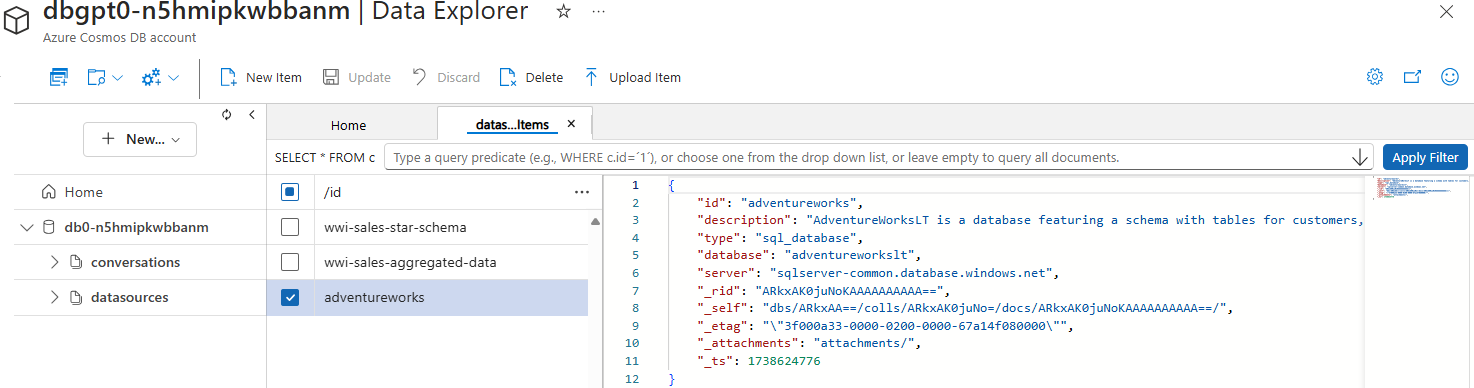 dbgpt0-n5hmipkwbbanm | Data Explorer
Azure Cosmos DB account
New Item Update Discard Delete Upload Item
New...
Home datas...Items
SELECT * FROM c Type a query predicate (e.g., WHERE c.id=´1´), or choose one from the drop down list, or leave empty to query all documents. Apply Filter
Home
db0-n5hmipkwbbanm
conversations
datasources
/id
wwi-sales-star-schema
wwi-sales-aggregated-data
adventureworks
1 {
2 "id": "adventureworks",
3 "description": "AdventureWorksLT is a database featuring a schema with tables for customers,
4 "type": "sql_database",
5 "database": "adventureworkslt",
6 "server": "sqlserver-common.database.windows.net",
7 "_rid": "ARkxAK0juNoKAAAAAAAAAA==",
8 "_self": "dbs/ARkxAA==/colls/ARkxAK0juNo=/docs/ARkxAK0juNoKAAAAAAAAAA==/",
9 "_etag": "\"3f000a33-0000-0200-0000-67a14f080000\"",
10 "_attachments": "attachments/",
11 "_ts": 1738624776
12 }